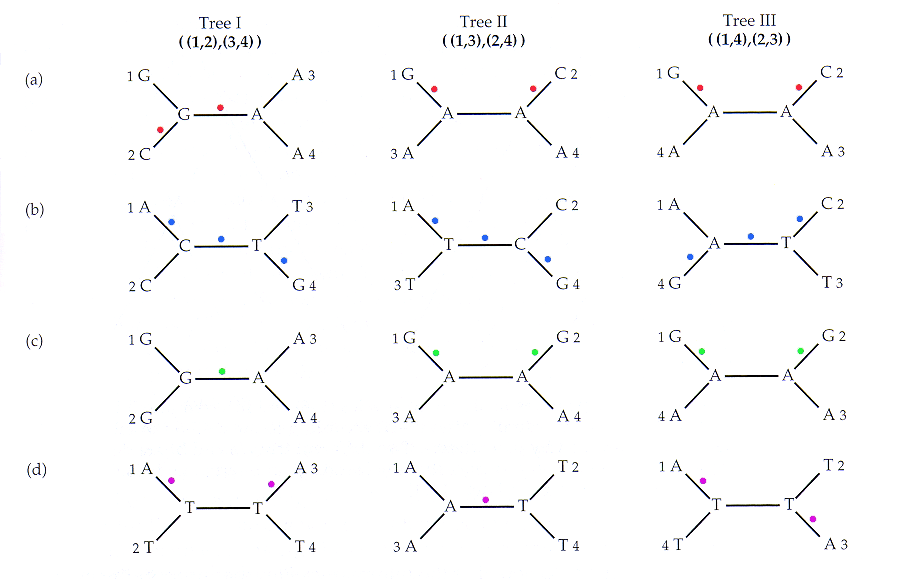 Tree I Tree II Tree III
((1,2),(3,4)) ((1,3),(2,4)) ((1,4),(2,3))
(a) 1 G A 3 1 G C 2 1 G C 2
G A A A A A
2 C A 4 3 A A 4 4 A A 3
(b) 1 A T 3 1 A C 2 1 A C 2
C T T C A T
2 C G 4 3 T G 4 4 G T 3
(c) 1 G A 3 1 G G 2 1 G G 2
G A A A A A
2 G A 4 3 A A 4 4 A A 3
(d) 1 A A 3 1 A T 2 1 A T 2
T T A T T T
2 T T 4 3 A T 4 4 T A 3